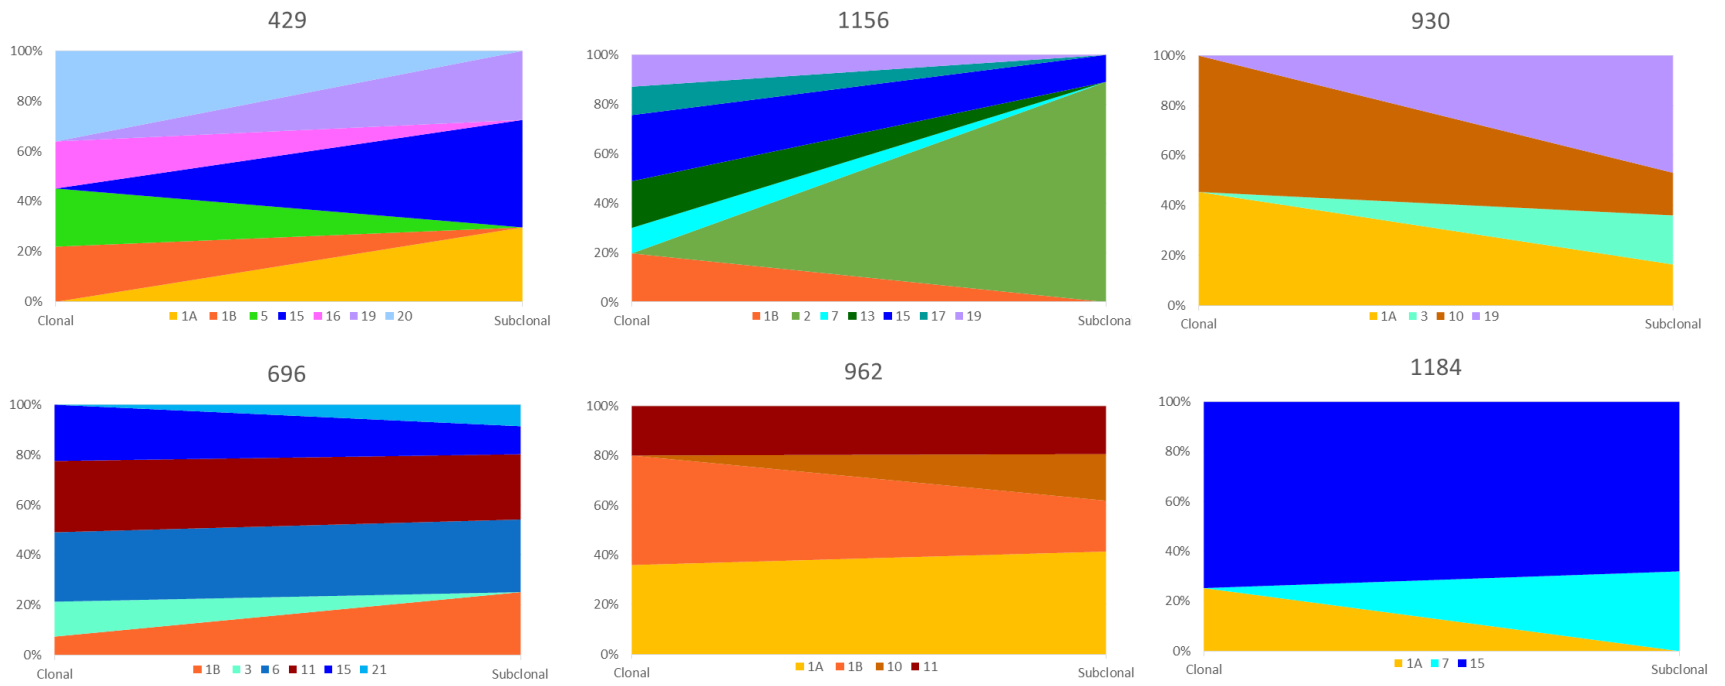 429
100%
80%
60%
40%
20%
0%
Clonal
Subclonal
1A 1B 5 15 16 19 20
1156
100%
80%
60%
40%
20%
0%
Clonal
Subclona
1B 2 7 13 15 17 19
930
100%
80%
60%
40%
20%
0%
Clonal
Subclonal
1A 3 10 19
696
100%
80%
60%
40%
20%
0%
Clonal
Subclonal
1B 3 6 11 15 21
962
100%
80%
60%
40%
20%
0%
Clonal
Subclonal
1A 1B 10 11
1184
100%
80%
60%
40%
20%
0%
Clonal
Subclonal
1A 7 15